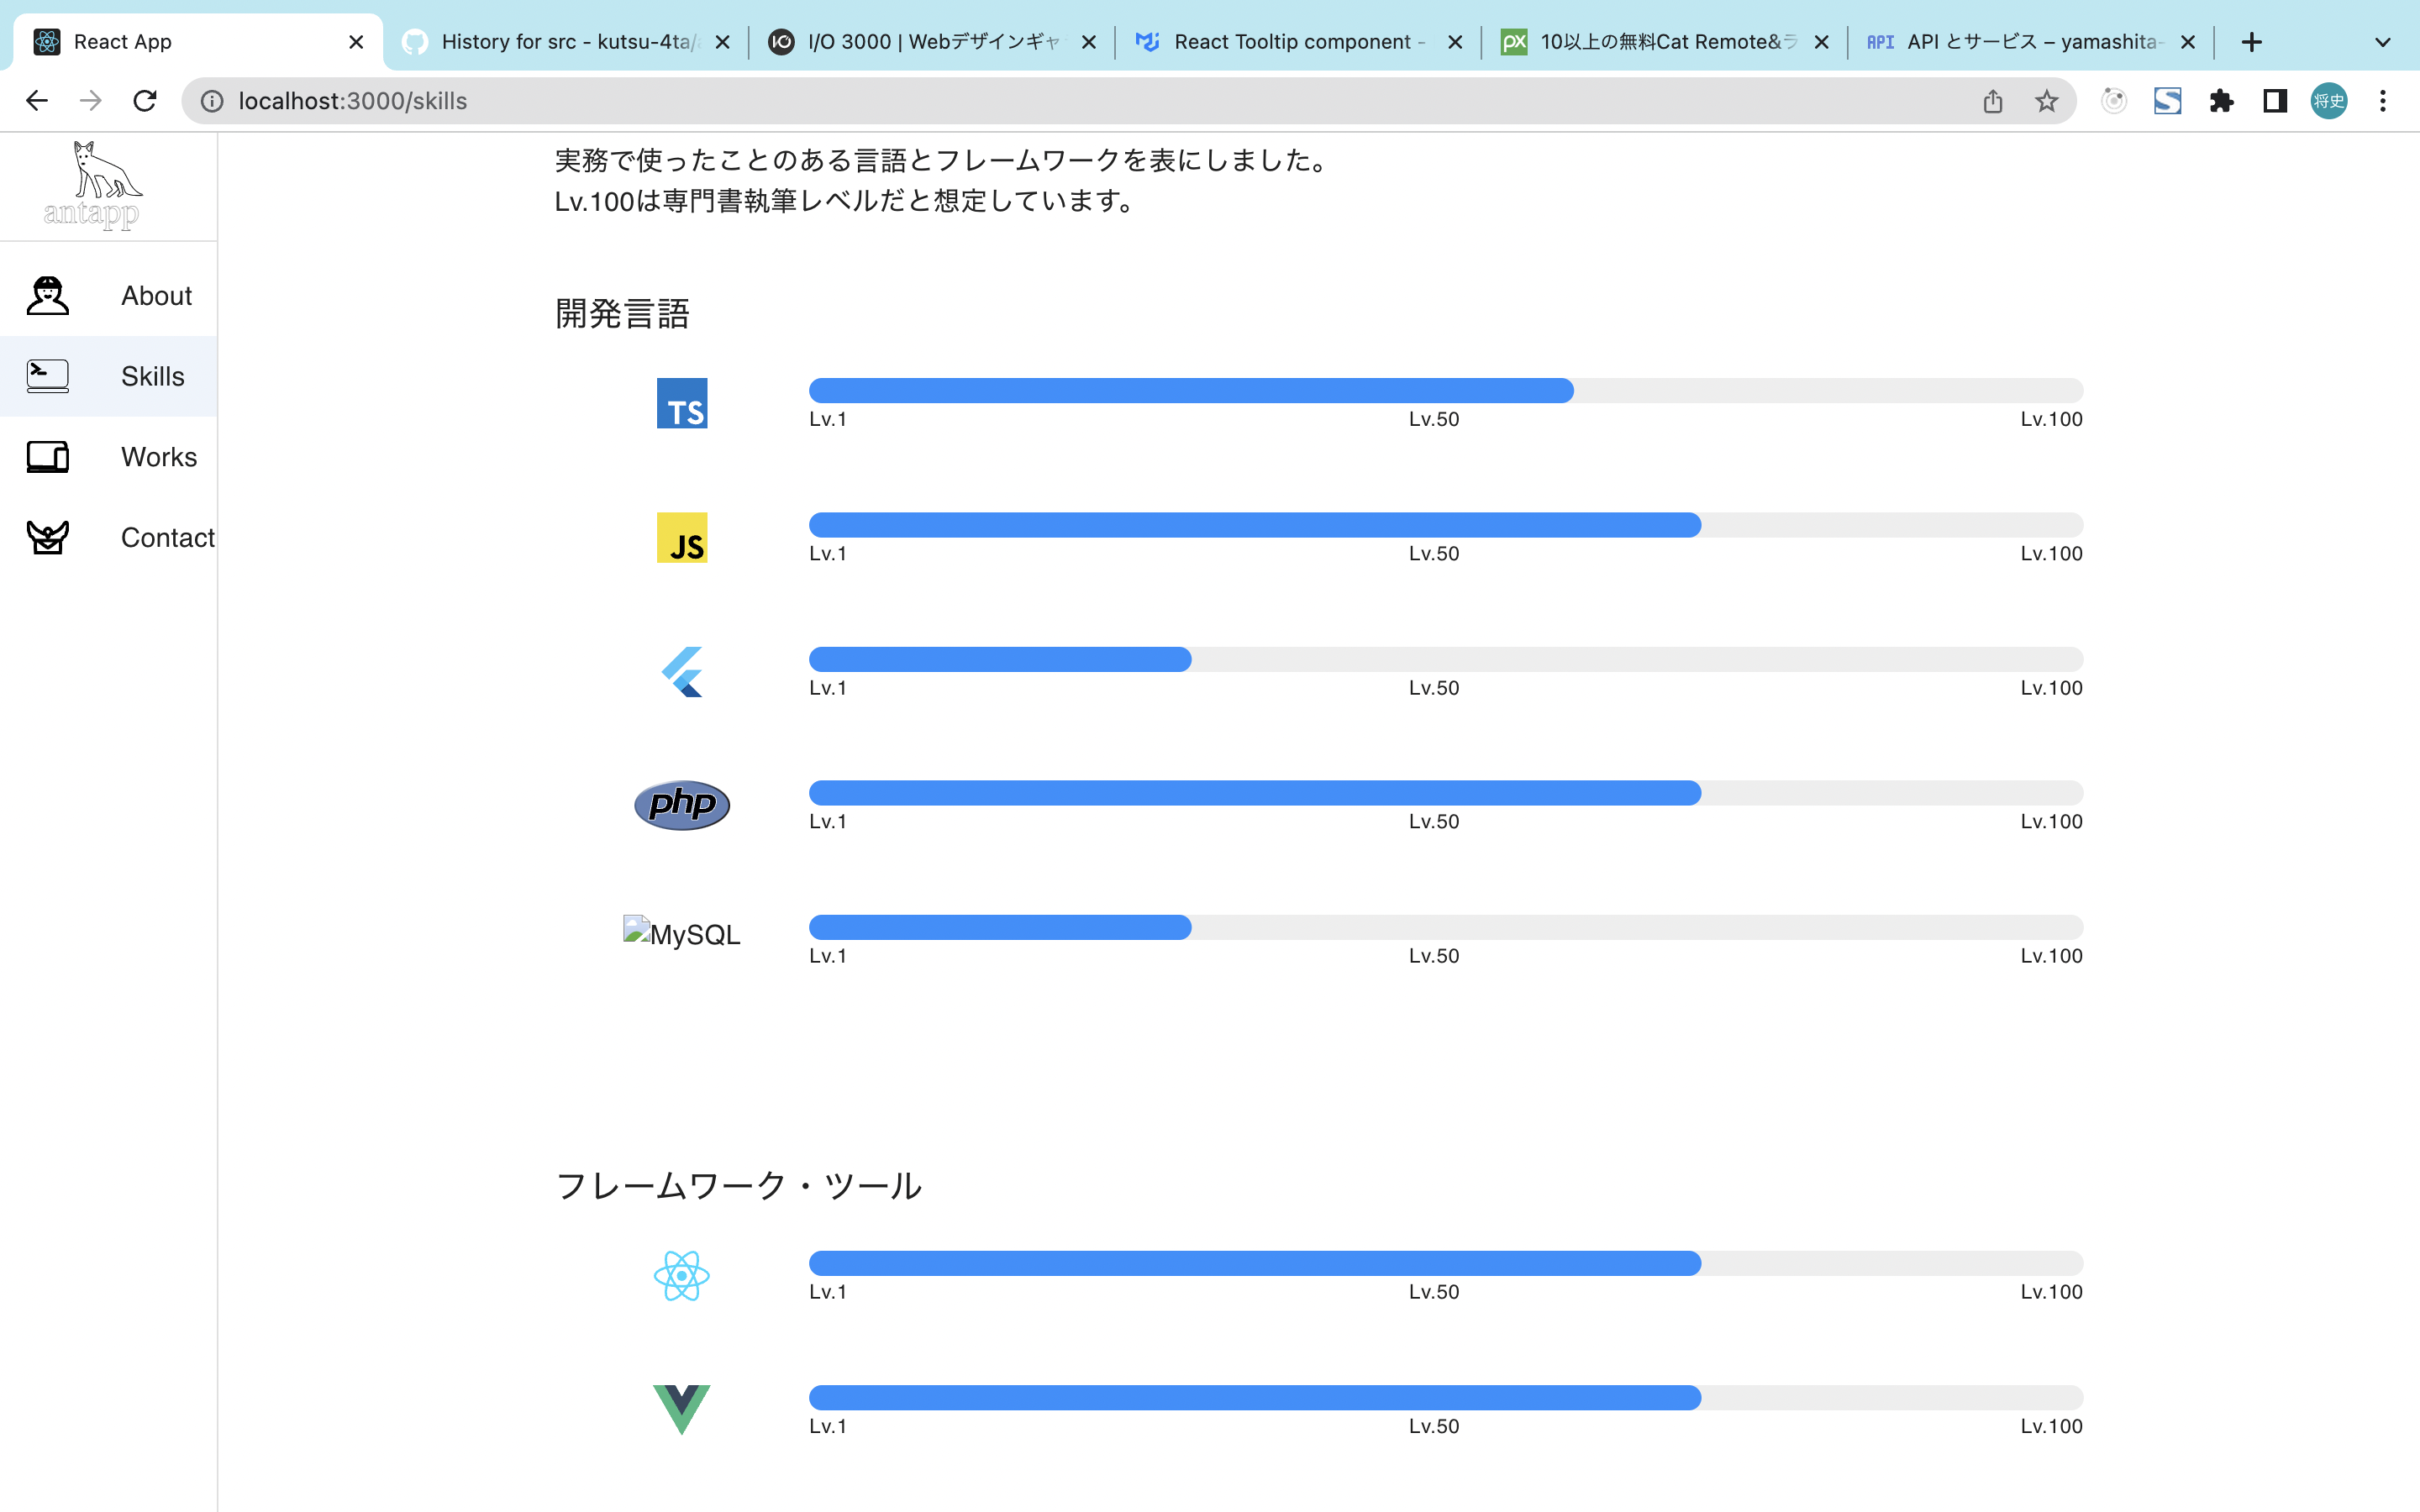 React App
History for src - kutsu-4ta/
I/O 3000 | Webデザインギャ
React Tooltip component -
10以上の無料Cat Remote&ラ
API API とサービス – yamashita-
localhost:3000/skills
将史
antapp
About
Skills
Works
Contact
実務で使ったことのある言語とフレームワークを表にしました。
Lv.100は専門書執筆レベルだと想定しています。
開発言語
TS
Lv.1 Lv.50 Lv.100
JS
Lv.1 Lv.50 Lv.100
Lv.1 Lv.50 Lv.100
php
Lv.1 Lv.50 Lv.100
MySQL
Lv.1 Lv.50 Lv.100
フレームワーク・ツール
Lv.1 Lv.50 Lv.100
Lv.1 Lv.50 Lv.100